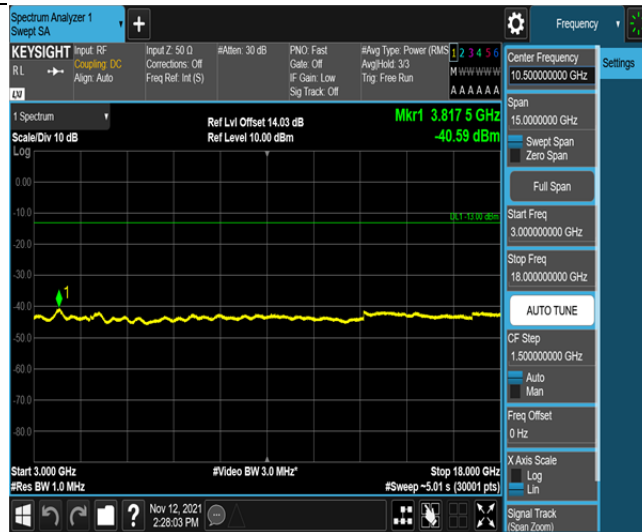 Spectrum Analyzer 1
Swept SA
Frequency
KEYSIGHT
R L
LXI
Input: RF
Coupling: DC
Align: Auto
Input Z: 50 Ω
Corrections: Off
Freq Ref: Int (S)
#Atten: 30 dB
PNO: Fast
Gate: Off
IF Gain: Low
Sig Track: Off
#Avg Type: Power (RMS
Avg|Hold: 3/3
Trig: Free Run
1 2 3 4 5 6
M W W W W W
A A A A A A
1 Spectrum
Scale/Div 10 dB
Log
Ref Lvl Offset 14.03 dB
Ref Level 10.00 dBm
Mkr1 3.817 5 GHz
-40.59 dBm
0.00
-10.0
DL1 -13.00 dBm
-20.0
-30.0
1
-40.0
-50.0
-60.0
-70.0
-80.0
Start 3.000 GHz
#Res BW 1.0 MHz
#Video BW 3.0 MHz*
Stop 18.000 GHz
#Sweep ~5.01 s (30001 pts)
?
Nov 12, 2021
2:28:03 PM
Center Frequency
10.500000000 GHz
Settings
Span
15.0000000 GHz
Swept Span
Zero Span
Full Span
Start Freq
3.000000000 GHz
Stop Freq
18.000000000 GHz
AUTO TUNE
CF Step
1.500000000 GHz
Auto
Man
Freq Offset
0 Hz
X Axis Scale
Log
Lin
Signal Track
(Span Zoom)